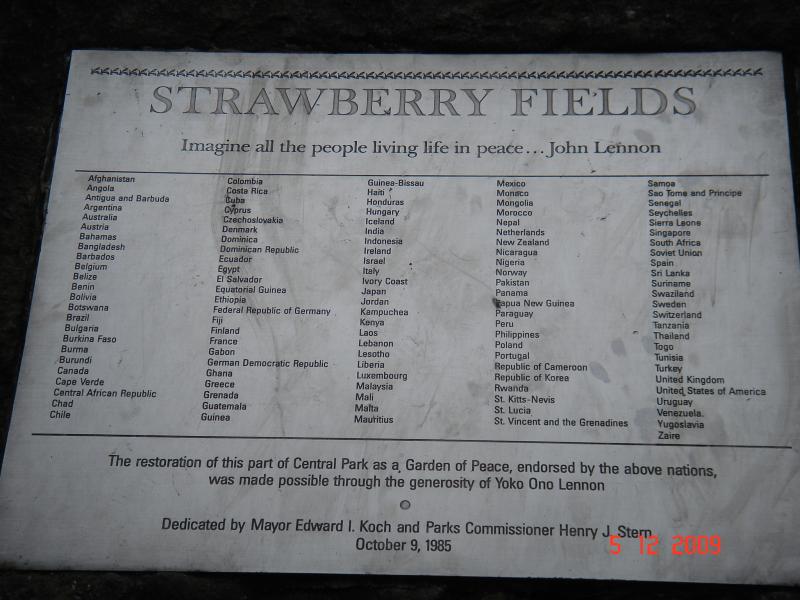 STRAWBERRY FIELDS
Imagine all the people living life in peace...John Lennon
Afghanistan
Angola
Antigua and Barbuda
Argentina
Australia
Austria
Bahamas
Bangladesh
Barbados
Belgium
Belize
Benin
Bolivia
Botswana
Brazil
Bulgaria
Burkina Faso
Burma
Burundi
Canada
Cape Verde
Central African Republic
Chad
Chile
Colombia
Costa Rica
Cuba
Cyprus
Czechoslovakia
Denmark
Dominica
Dominican Republic
Ecuador
Egypt
El Salvador
Equatorial Guinea
Ethiopia
Federal Republic of Germany
Fiji
Finland
France
Gabon
German Democratic Republic
Ghana
Greece
Grenada
Guatemala
Guinea
Guinea-Bissau
Haiti
Honduras
Hungary
Iceland
India
Indonesia
Ireland
Israel
Italy
Ivory Coast
Japan
Jordan
Kampuchea
Kenya
Laos
Lebanon
Lesotho
Liberia
Luxembourg
Malaysia
Mali
Malta
Mauritius
Mexico
Monaco
Mongolia
Morocco
Nepal
Netherlands
New Zealand
Nicaragua
Nigeria
Norway
Pakistan
Panama
Papua New Guinea
Paraguay
Peru
Philippines
Poland
Portugal
Republic of Cameroon
Republic of Korea
Rwanda
St. Kitts-Nevis
St. Lucia
St. Vincent and the Grenadines
Samoa
Sao Tome and Principe
Senegal
Seychelles
Sierra Leone
Singapore
South Africa
Soviet Union
Spain
Sri Lanka
Suriname
Swaziland
Sweden
Switzerland
Tanzania
Thailand
Togo
Tunisia
Turkey
United Kingdom
United States of America
Uruguay
Venezuela
Yugoslavia
Zaire
The restoration of this part of Central Park as a Garden of Peace, endorsed by the above nations,
was made possible through the generosity of Yoko Ono Lennon
Dedicated by Mayor Edward I. Koch and Parks Commissioner Henry J. Stern
October 9, 1985
5 12 2009